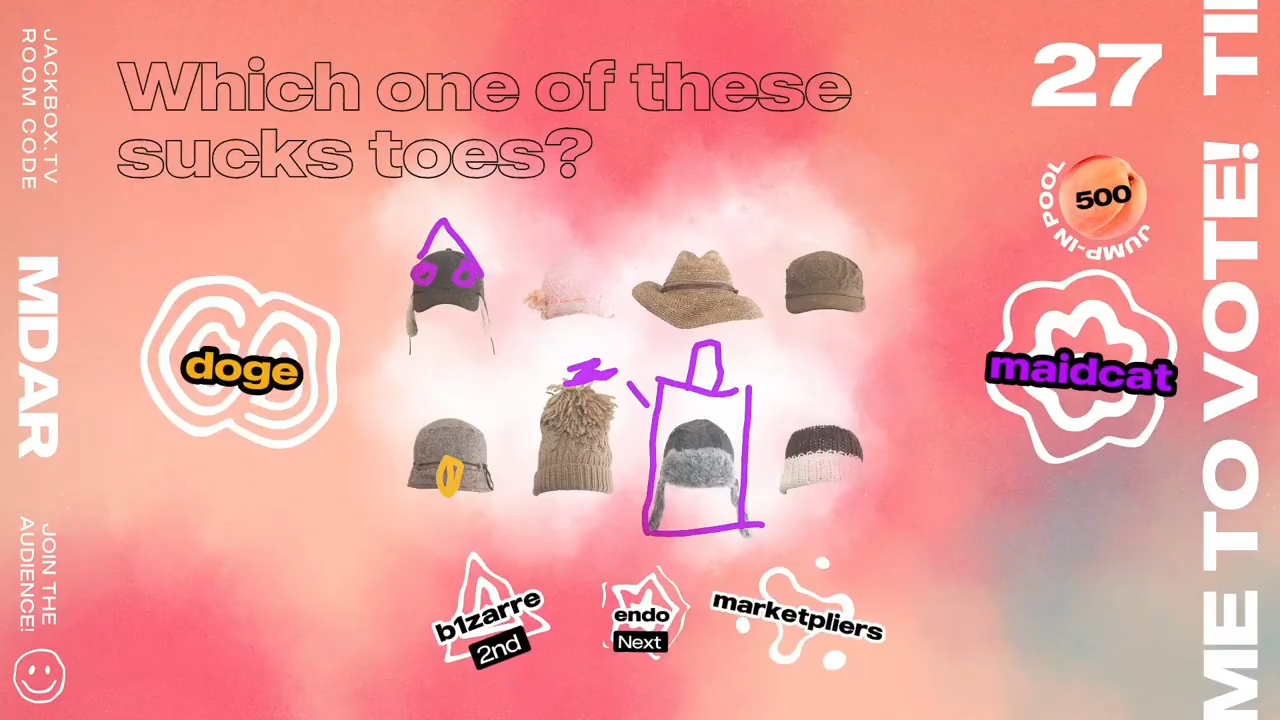 JACKBOX.TV
ROOM CODE
MDAR
JOIN THE
AUDIENCE!
Which one of these
sucks toes?
27
500
JUMP-IN POOL
doge
maidcat
b1zarre
2nd
endo
Next
marketpliers
ME TO VOTE! TI